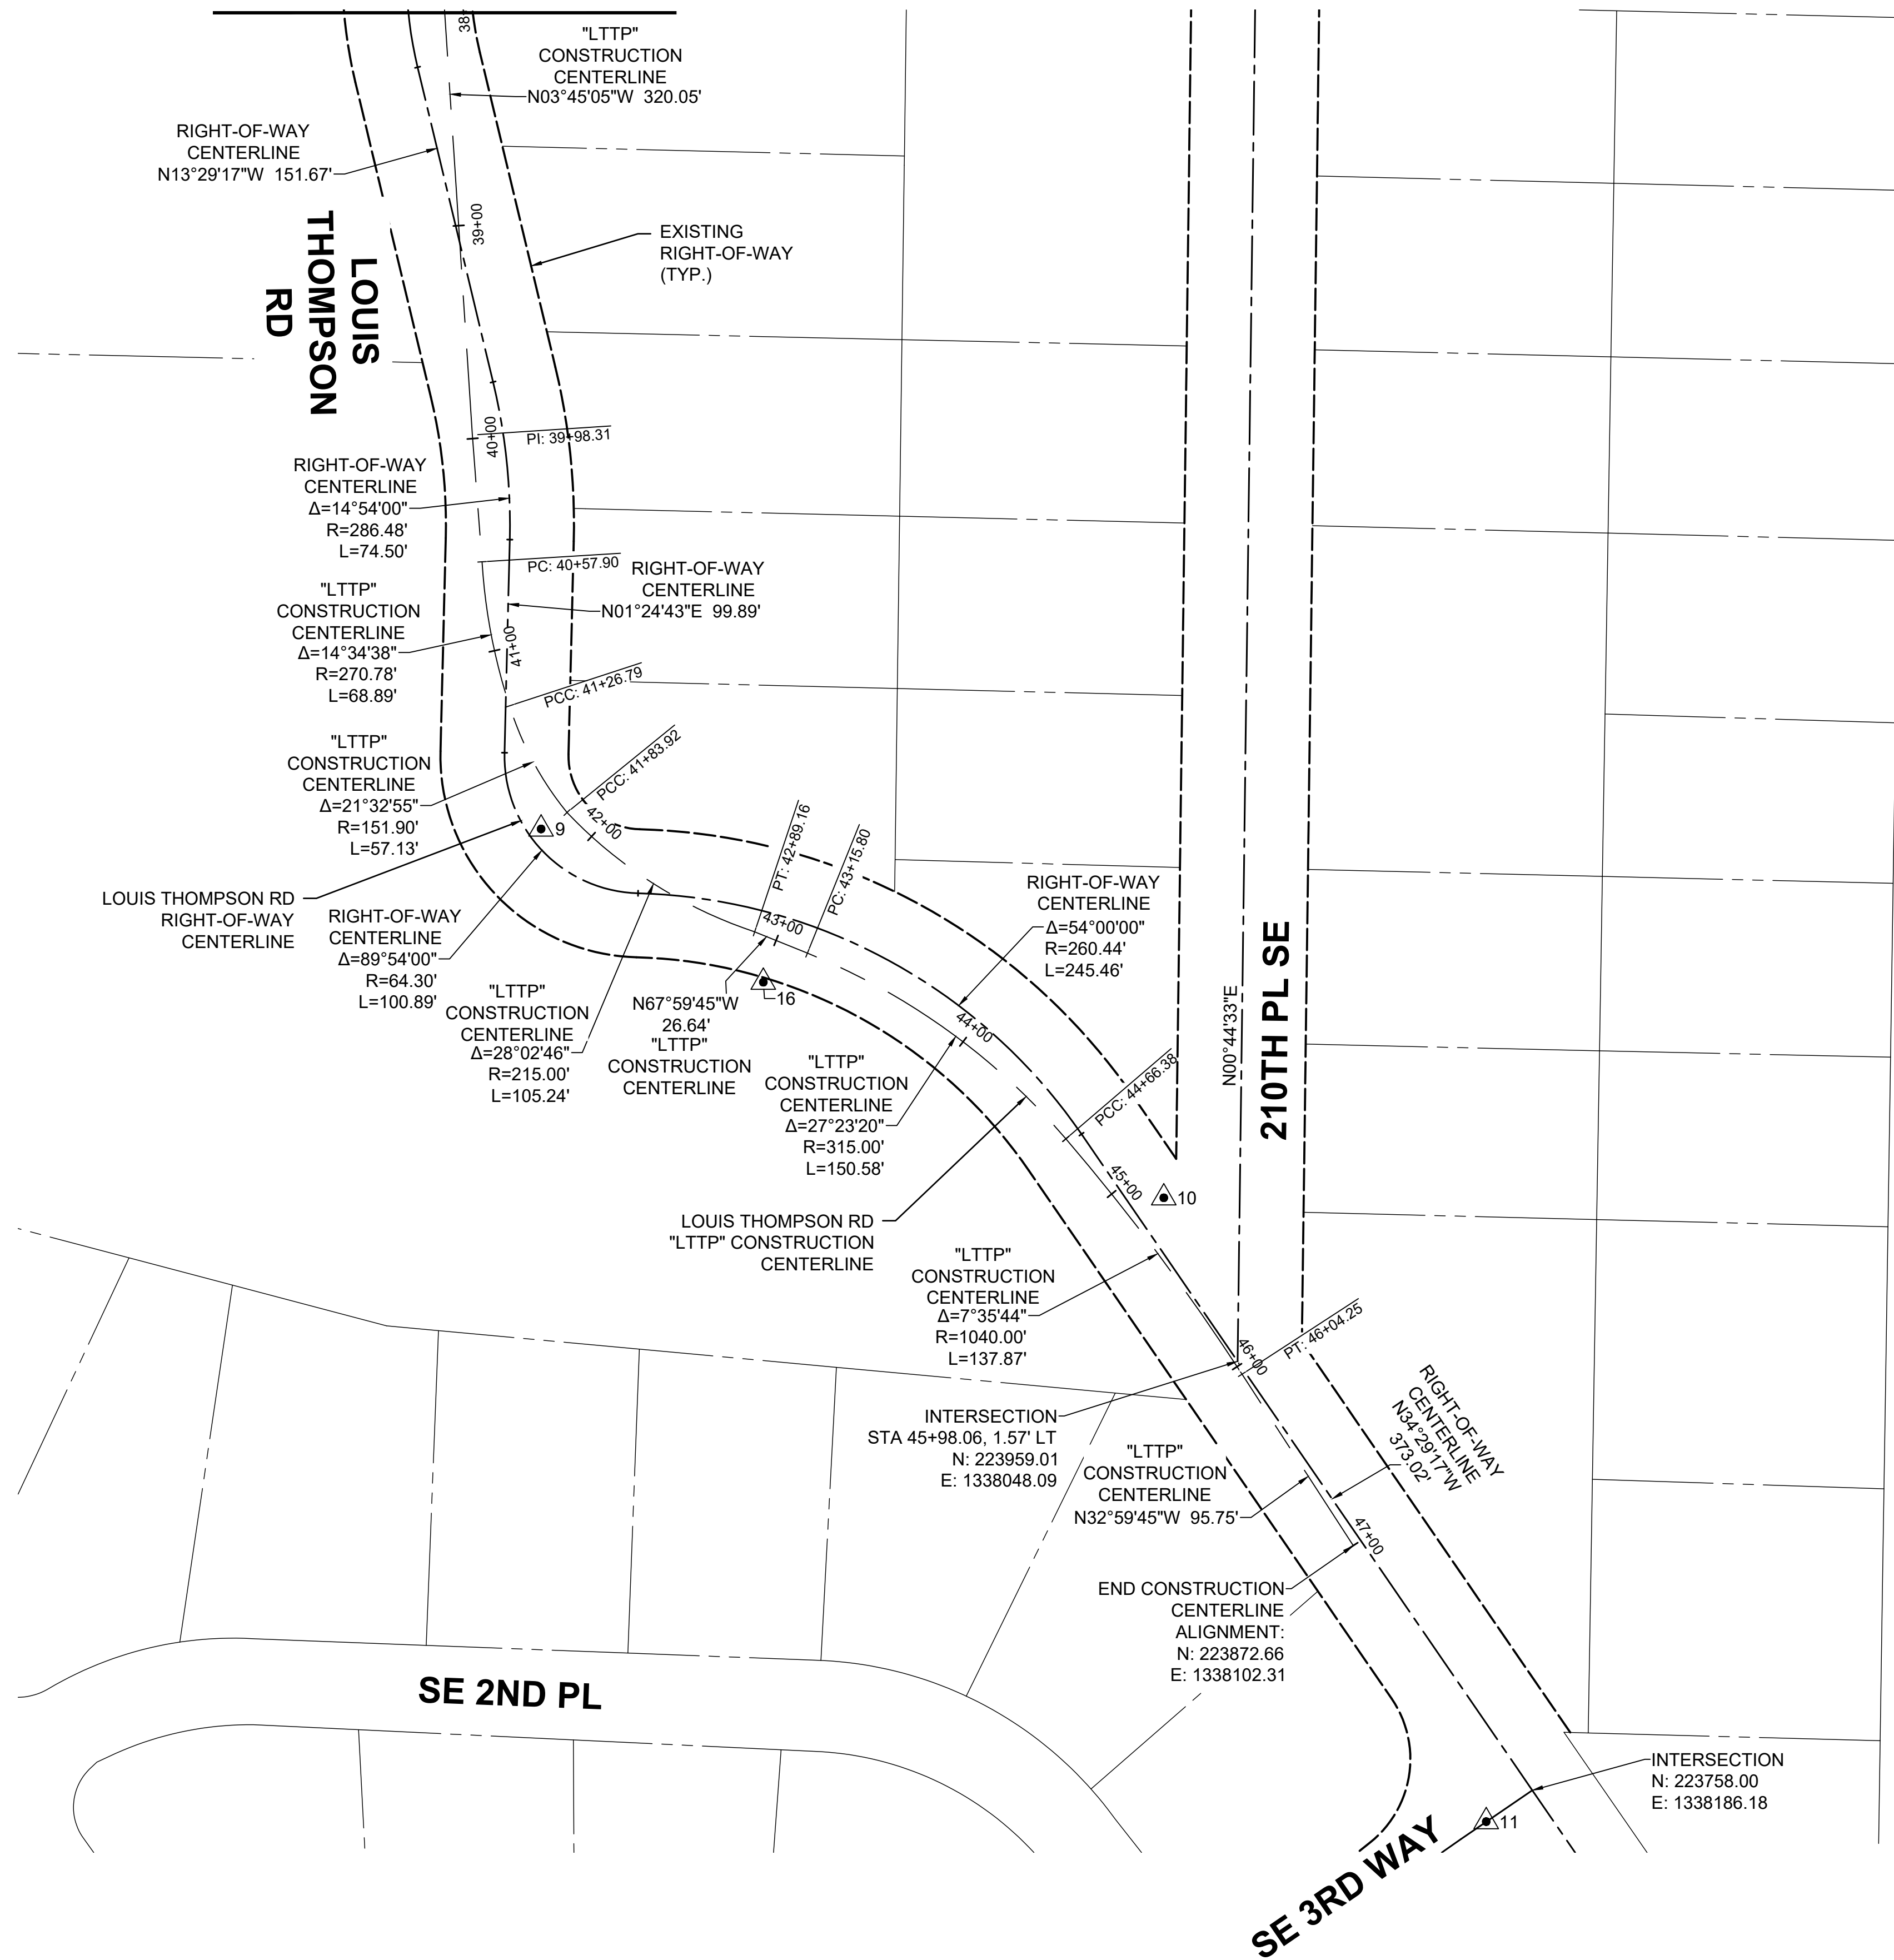 38
"LTTP"
CONSTRUCTION
CENTERLINE
N03°45'05"W 320.05'
RIGHT-OF-WAY
CENTERLINE
N13°29'17"W 151.67'
LOUIS
THOMPSON
RD
39+00
EXISTING
RIGHT-OF-WAY
(TYP.)
40+00
PI: 39+98.31
RIGHT-OF-WAY
CENTERLINE
Δ=14°54'00"
R=286.48'
L=74.50'
PC: 40+57.90
RIGHT-OF-WAY
CENTERLINE
N01°24'43"E 99.89'
"LTTP"
CONSTRUCTION
CENTERLINE
Δ=14°34'38"
R=270.78'
L=68.89'
41+00
PCC: 41+26.79
"LTTP"
CONSTRUCTION
CENTERLINE
Δ=21°32'55"
R=151.90'
L=57.13'
PCC: 41+83.92
9
42+00
LOUIS THOMPSON RD
RIGHT-OF-WAY
CENTERLINE
RIGHT-OF-WAY
CENTERLINE
Δ=89°54'00"
R=64.30'
L=100.89'
PT: 42+89.16
PC: 43+15.80
43+00
"LTTP"
CONSTRUCTION
CENTERLINE
Δ=28°02'46"
R=215.00'
L=105.24'
16
N67°59'45"W
26.64'
"LTTP"
CONSTRUCTION
CENTERLINE
RIGHT-OF-WAY
CENTERLINE
Δ=54°00'00"
R=260.44'
L=245.46'
44+00
"LTTP"
CONSTRUCTION
CENTERLINE
Δ=27°23'20"
R=315.00'
L=150.58'
PCC: 44+66.38
N00°44'33"E
210TH PL SE
45+00
10
LOUIS THOMPSON RD
"LTTP" CONSTRUCTION
CENTERLINE
"LTTP"
CONSTRUCTION
CENTERLINE
Δ=7°35'44"
R=1040.00'
L=137.87'
46+00
PT: 46+04.25
INTERSECTION
STA 45+98.06, 1.57' LT
N: 223959.01
E: 1338048.09
RIGHT-OF-WAY
CENTERLINE
N34°29'17"W
373.02'
"LTTP"
CONSTRUCTION
CENTERLINE
N32°59'45"W 95.75'
47+00
END CONSTRUCTION
CENTERLINE
ALIGNMENT:
N: 223872.66
E: 1338102.31
SE 2ND PL
INTERSECTION
N: 223758.00
E: 1338186.18
11
SE 3RD WAY